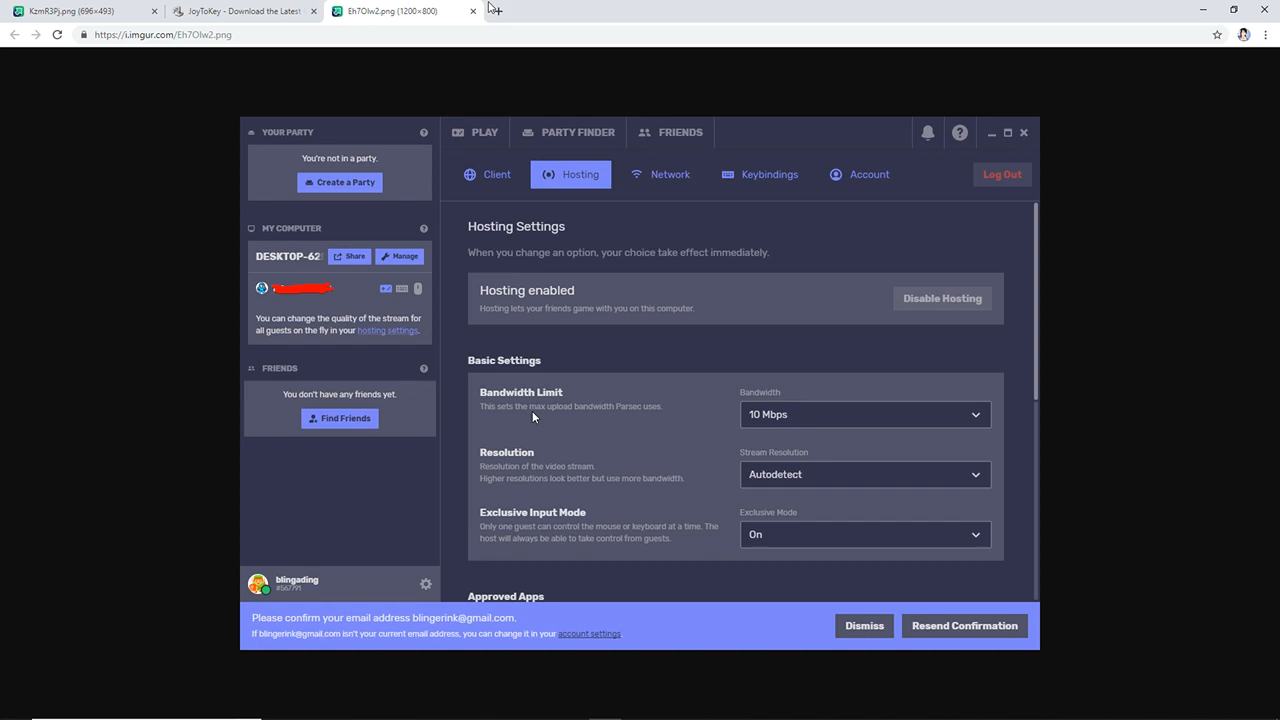 KzmR3Pj.png (696×493)
JoyToKey - Download the Latest
Eh7Olw2.png (1200×800)
https://i.imgur.com/Eh7Olw2.png
YOUR PARTY
You're not in a party.
Create a Party
MY COMPUTER
DESKTOP-62
Share
Manage
You can change the quality of the stream for
all guests on the fly in your hosting settings.
FRIENDS
You don't have any friends yet.
Find Friends
blingading
#567791
PLAY
PARTY FINDER
FRIENDS
Client
Hosting
Network
Keybindings
Account
Log Out
Hosting Settings
When you change an option, your choice take effect immediately.
Hosting enabled
Hosting lets your friends game with you on this computer.
Disable Hosting
Basic Settings
Bandwidth Limit
This sets the max upload bandwidth Parsec uses.
Bandwidth
10 Mbps
Resolution
Resolution of the video stream.
Higher resolutions look better but use more bandwidth.
Stream Resolution
Autodetect
Exclusive Input Mode
Only one guest can control the mouse or keyboard at a time. The
host will always be able to take control from guests.
Exclusive Mode
On
Approved Apps
Please confirm your email address blingerink@gmail.com.
If blingerink@gmail.com isn't your current email address, you can change it in your account settings.
Dismiss
Resend Confirmation